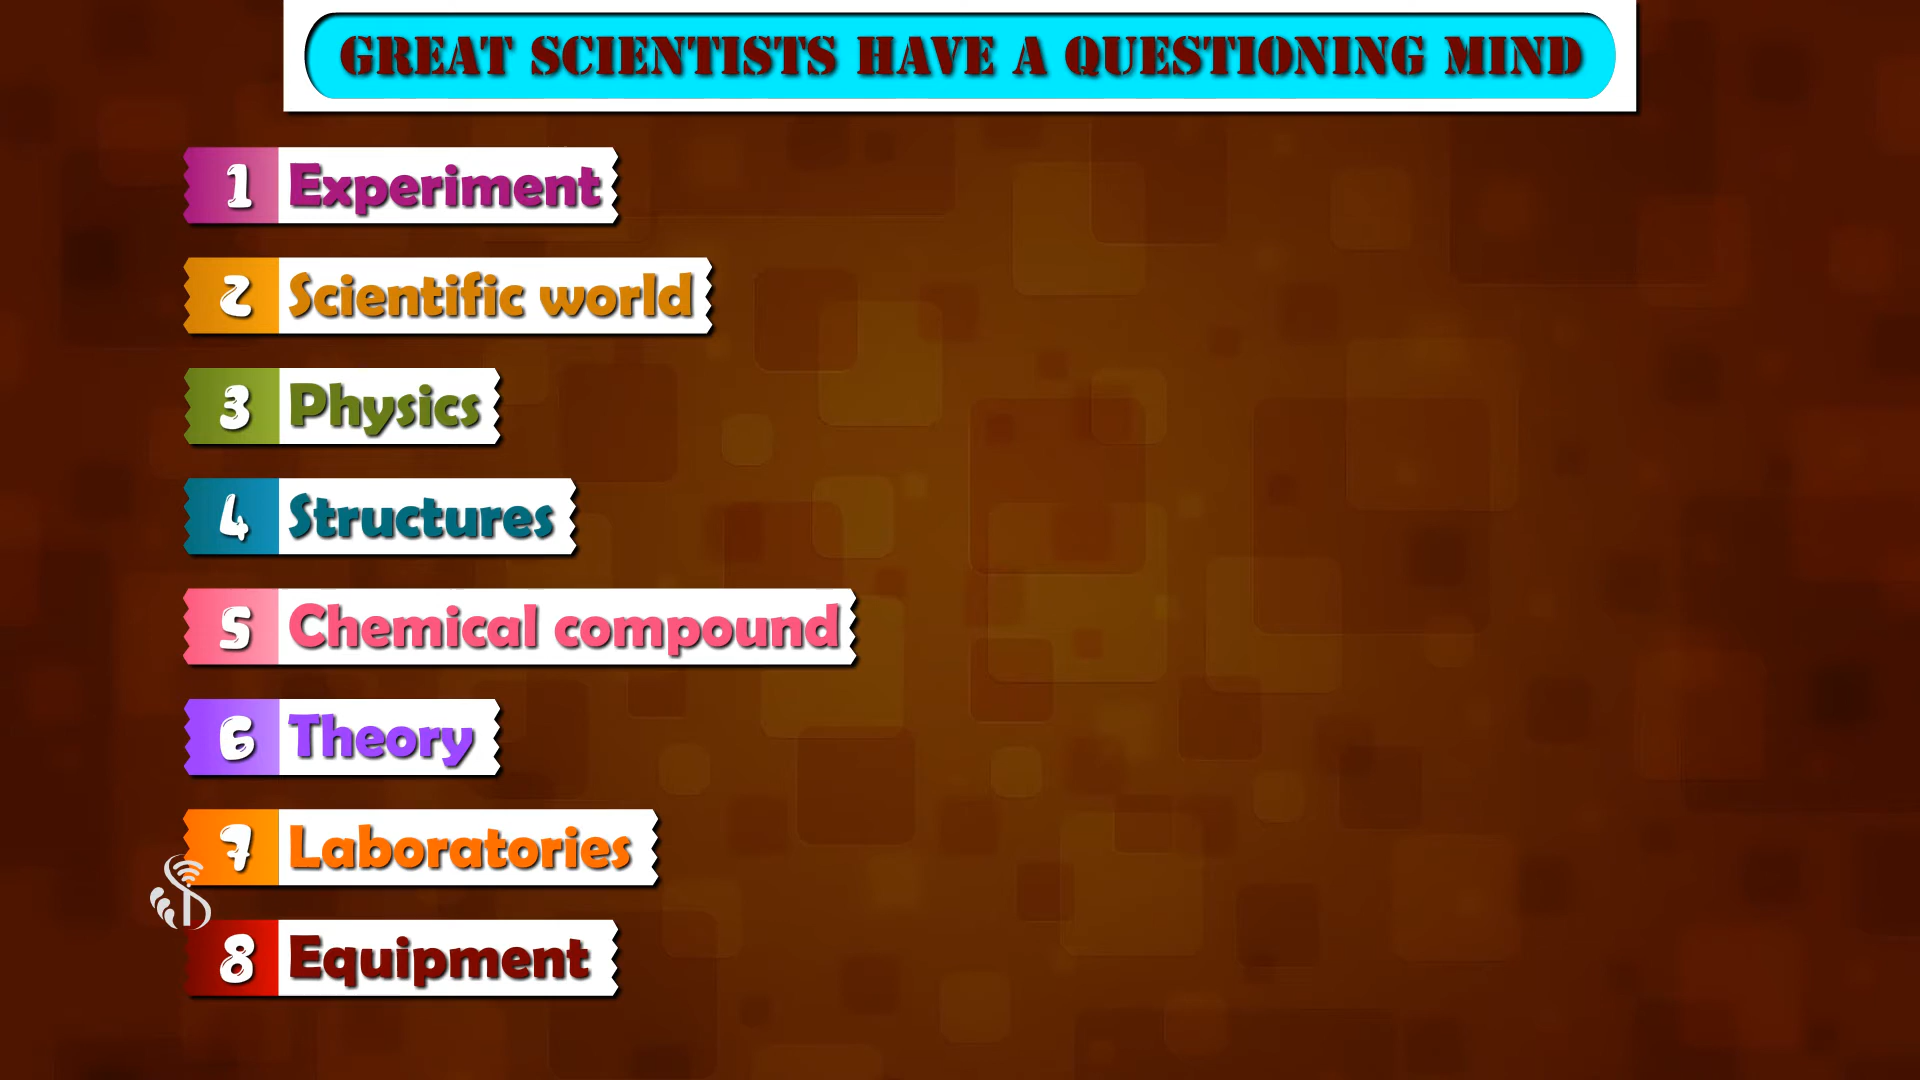 GREAT SCIENTISTS HAVE A QUESTIONING MIND
1 Experiment
2 Scientific world
3 Physics
4 Structures
5 Chemical compound
6 Theory
7 Laboratories
8 Equipment